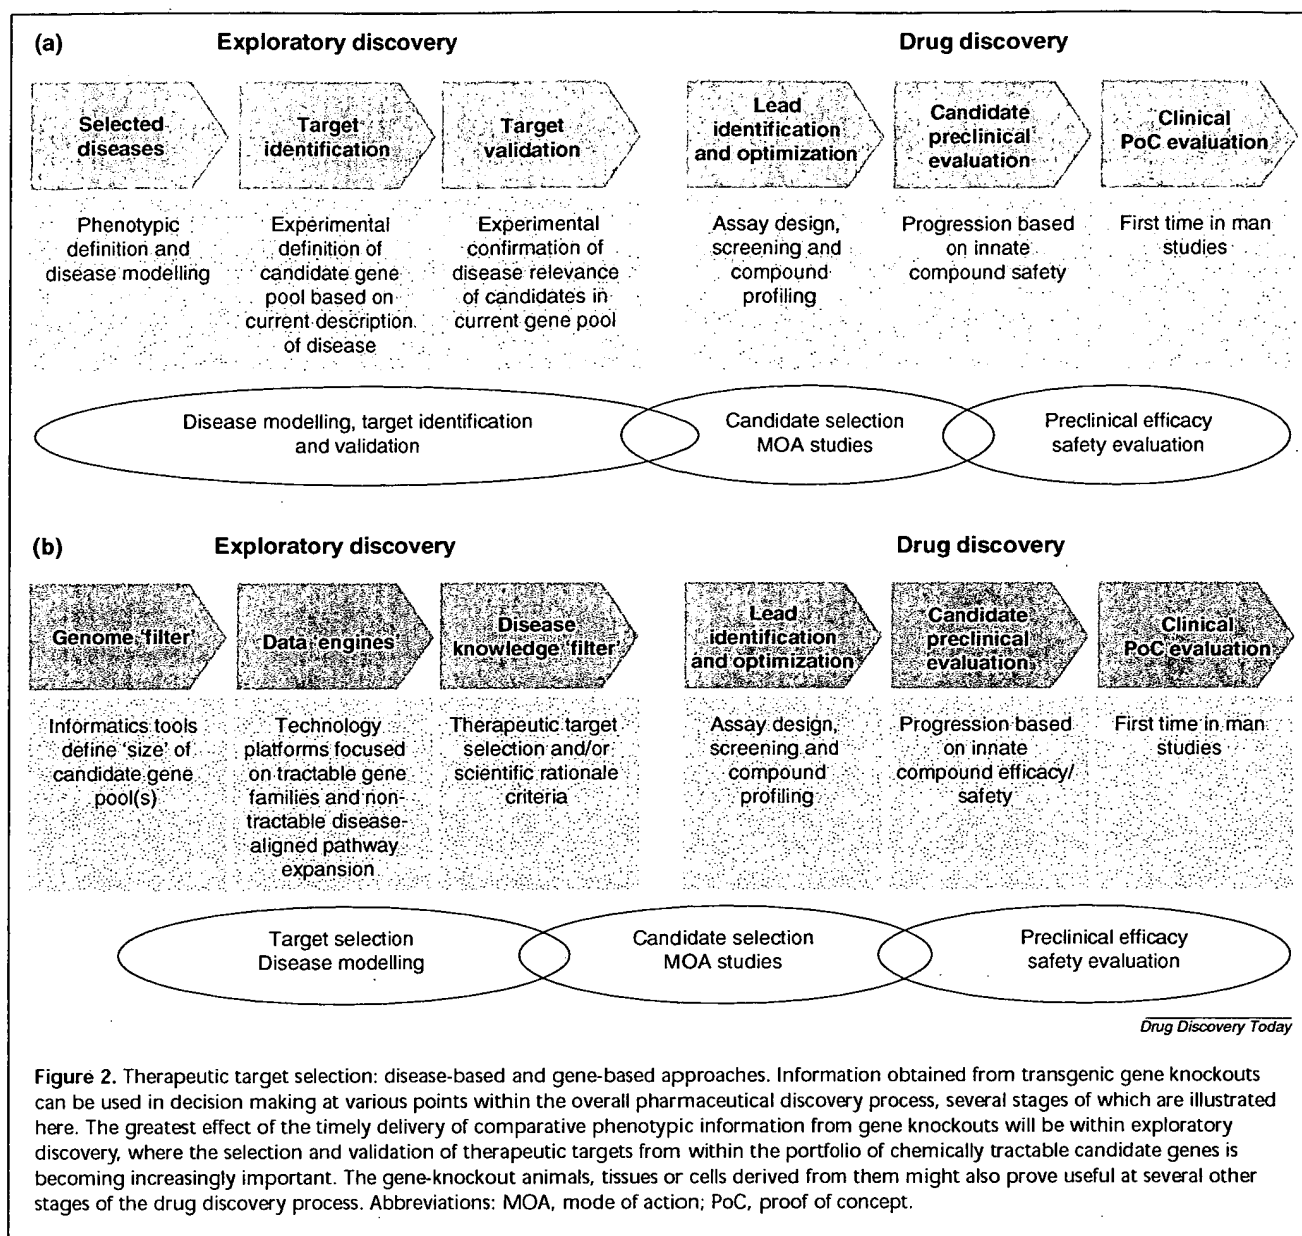 (a)
Exploratory discovery
Drug discovery
Selected
diseases
Target
identification
Target
validation
Lead
identification
and optimization
Candidate
preclinical
evaluation
Clinical
PoC evaluation
Phenotypic
definition and
disease modelling
Experimental
definition of
candidate gene
pool based on
current description
of disease
Experimental
confirmation of
disease relevance
of candidates in
current gene pool
Assay design,
screening and
compound
profiling
Progression based
on innate
compound safety
First time in man
studies
Disease modelling, target identification
and validation
Candidate selection
MOA studies
Preclinical efficacy
safety evaluation
(b)
Exploratory discovery
Drug discovery
Genome 'filter'
Data 'engines'
Disease
knowledge 'filter'
Lead
identification
and optimization
Candidate
preclinical
evaluation
Clinical
PoC evaluation
Informatics tools
define 'size' of
candidate gene
pool(s)
Technology
platforms focused
on tractable gene
families and non-
tractable disease-
aligned pathway
expansion
Therapeutic target
selection and/or
scientific rationale
criteria
Assay design,
screening and
compound
profiling
Progression based
on innate
compound efficacy/
safety
First time in man
studies
Target selection
Disease modelling
Candidate selection
MOA studies
Preclinical efficacy
safety evaluation
Drug Discovery Today
Figure 2. Therapeutic target selection: disease-based and gene-based approaches. Information obtained from transgenic gene knockouts
can be used in decision making at various points within the overall pharmaceutical discovery process, several stages of which are illustrated
here. The greatest effect of the timely delivery of comparative phenotypic information from gene knockouts will be within exploratory
discovery, where the selection and validation of therapeutic targets from within the portfolio of chemically tractable candidate genes is
becoming increasingly important. The gene-knockout animals, tissues or cells derived from them might also prove useful at several other
stages of the drug discovery process. Abbreviations: MOA, mode of action; PoC, proof of concept.